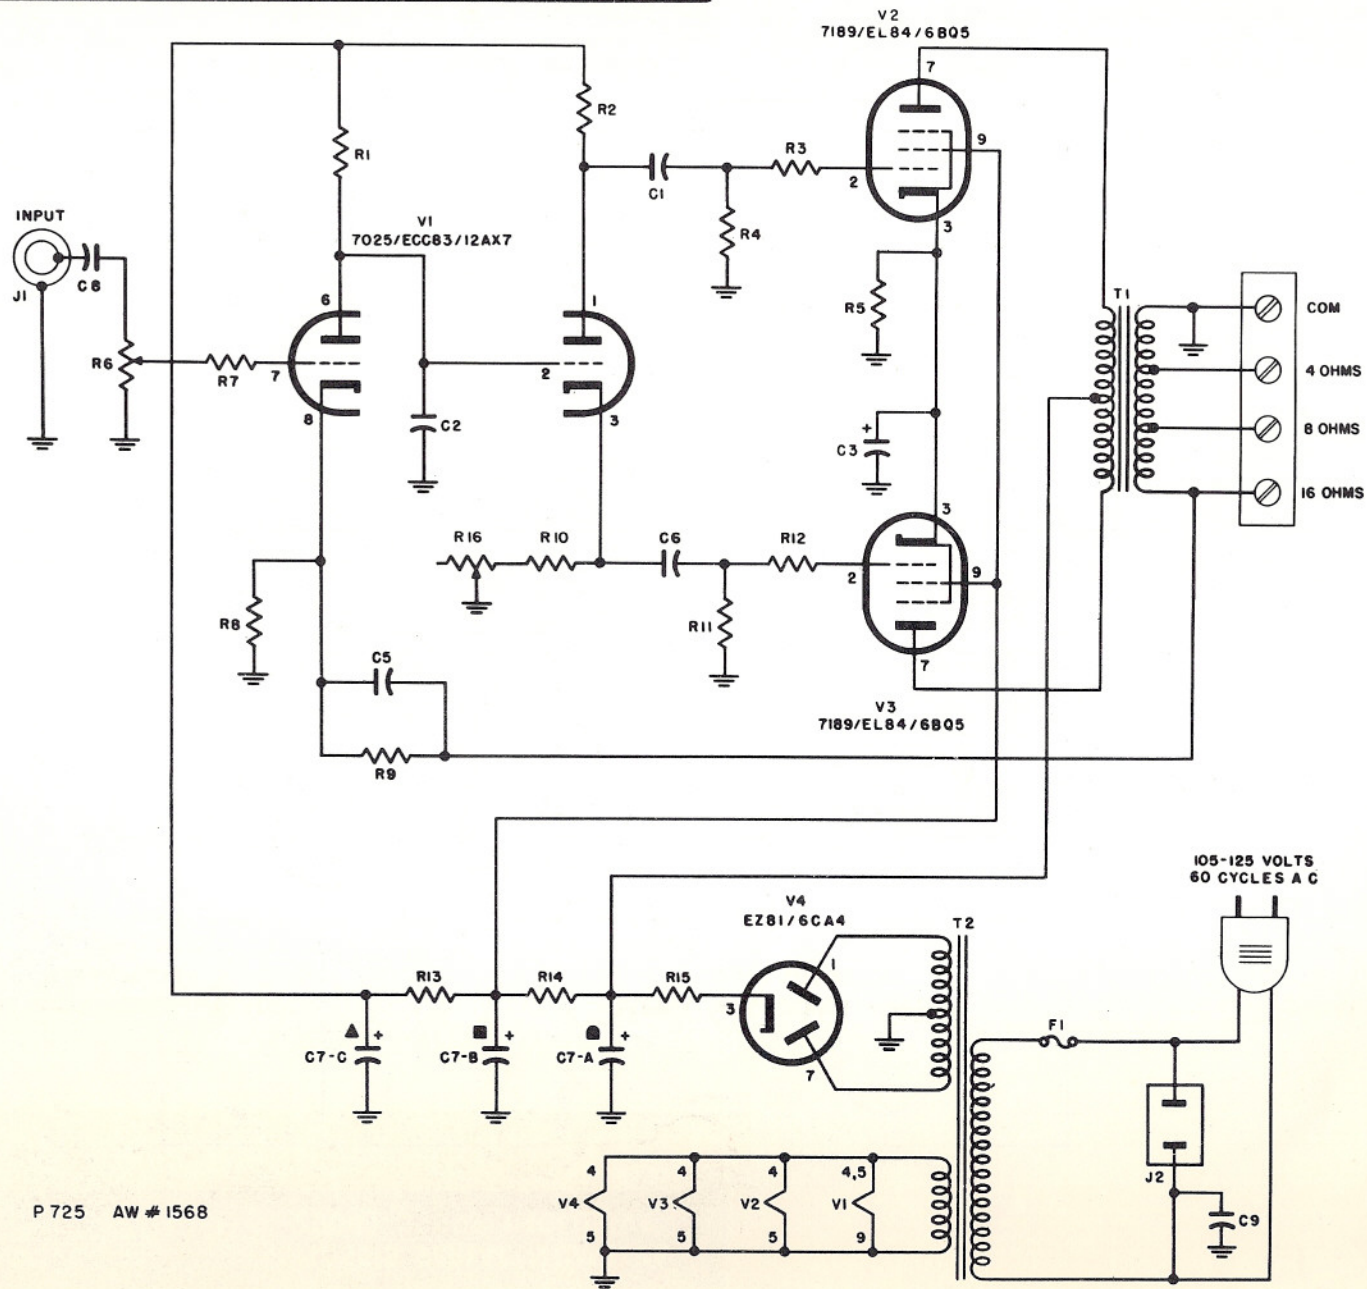 V2
7189/EL84/6BQ5
7
R2
R1
R3
9
C1
2
INPUT
V1
7025/ECC83/12AX7
R4
3
C8
J1
6
1
R5
T1
COM
R6
R7
7
2
4 OHMS
8
C2
3
+
C3
8 OHMS
3
16 OHMS
R16
R10
C6
R12
2
9
R8
R11
C5
7
V3
7189/EL84/6BQ5
R9
105-125 VOLTS
60 CYCLES A C
V4
EZ81/6CA4
T2
1
R13
R14
R15
3
F1
+
+
+
C7-C
C7-B
C7-A
7
J2
4
4
4
4,5
V4
V3
V2
V1
C9
5
5
5
9
P 725 AW # 1568